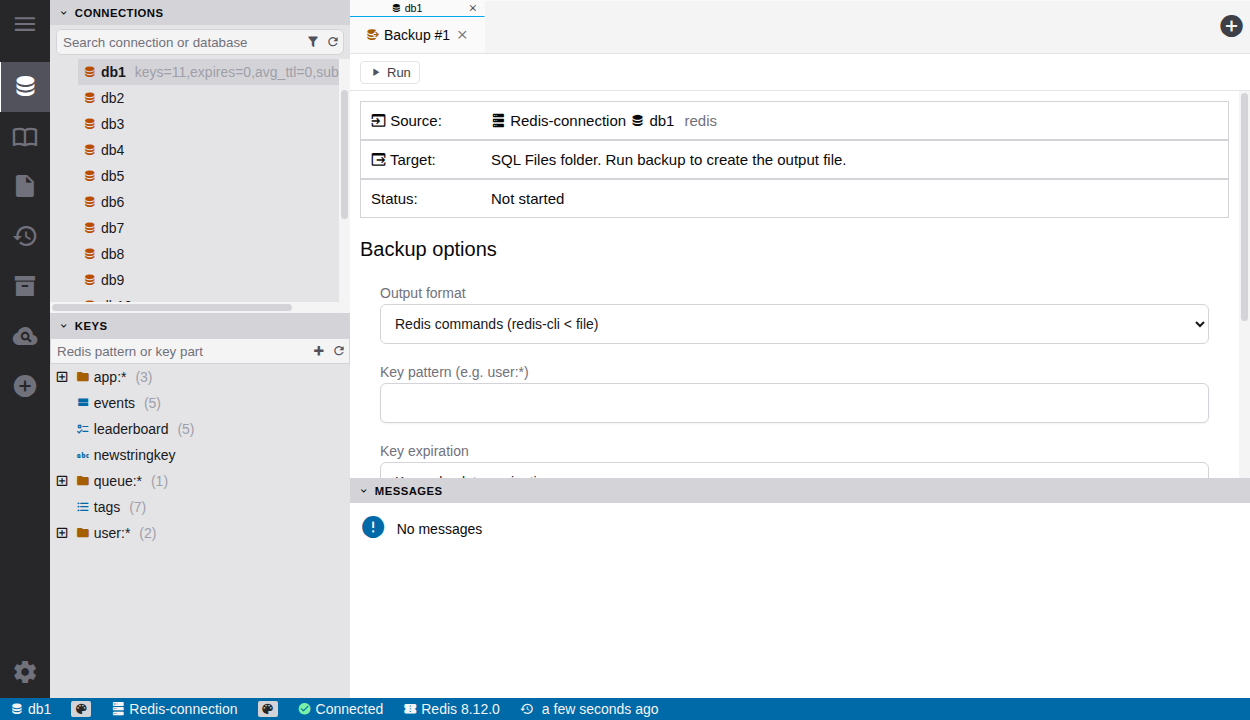 CONNECTIONS
Search connection or database
db1 keys=11,expires=0,avg_ttl=0,sub
db2
db3
db4
db5
db6
db7
db8
db9
KEYS
Redis pattern or key part
app:* (3)
events (5)
leaderboard (5)
abc newstringkey
queue:* (1)
tags (7)
user:* (2)
db1
Backup #1
Run
Source: Redis-connection db1 redis
Target: SQL Files folder. Run backup to create the output file.
Status: Not started
Backup options
Output format
Redis commands (redis-cli < file)
Key pattern (e.g. user:*)
Key expiration
MESSAGES
No messages
db1 Redis-connection Connected Redis 8.12.0 a few seconds ago